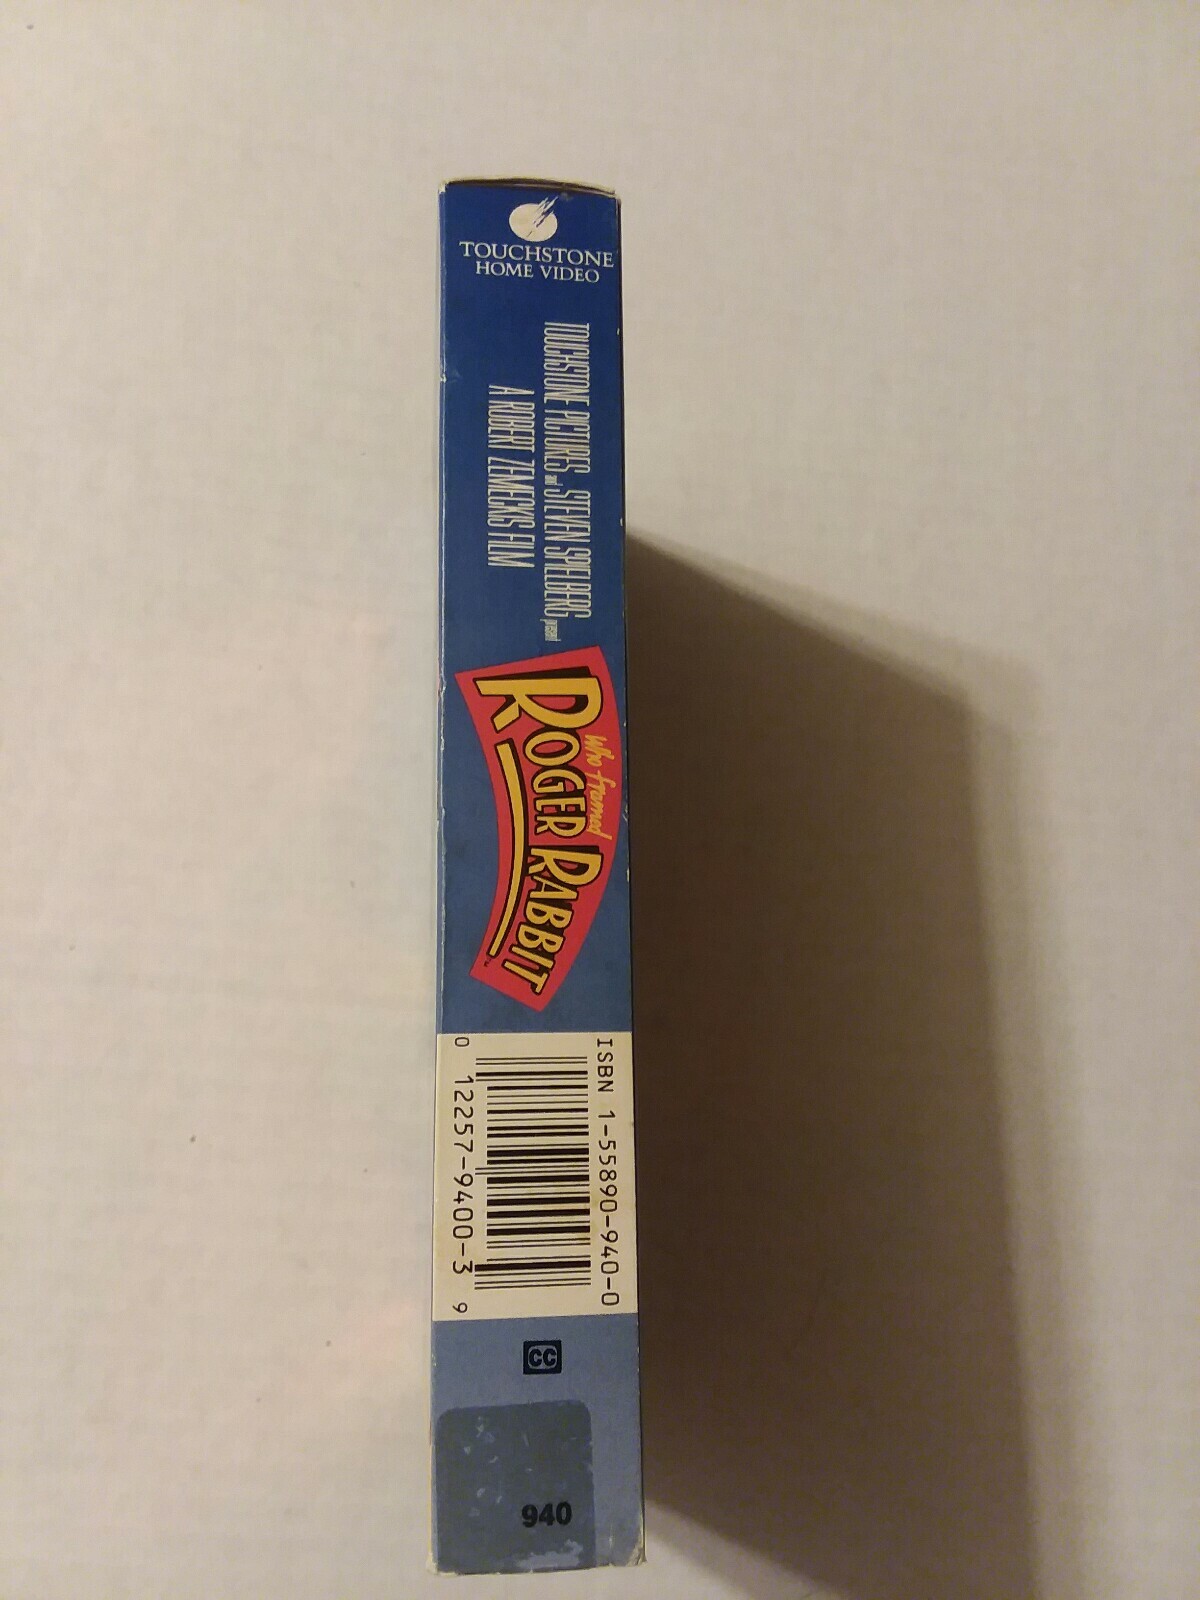 TOUCHSTONE
HOME VIDEO
TOUCHSTONE PICTURES and STEVEN SPIELBERG present
A ROBERT ZEMECKIS FILM
Who Framed
ROGER RABBIT
TM
ISBN 1-55890-940-0
0 12257-9400-3 9
CC
940